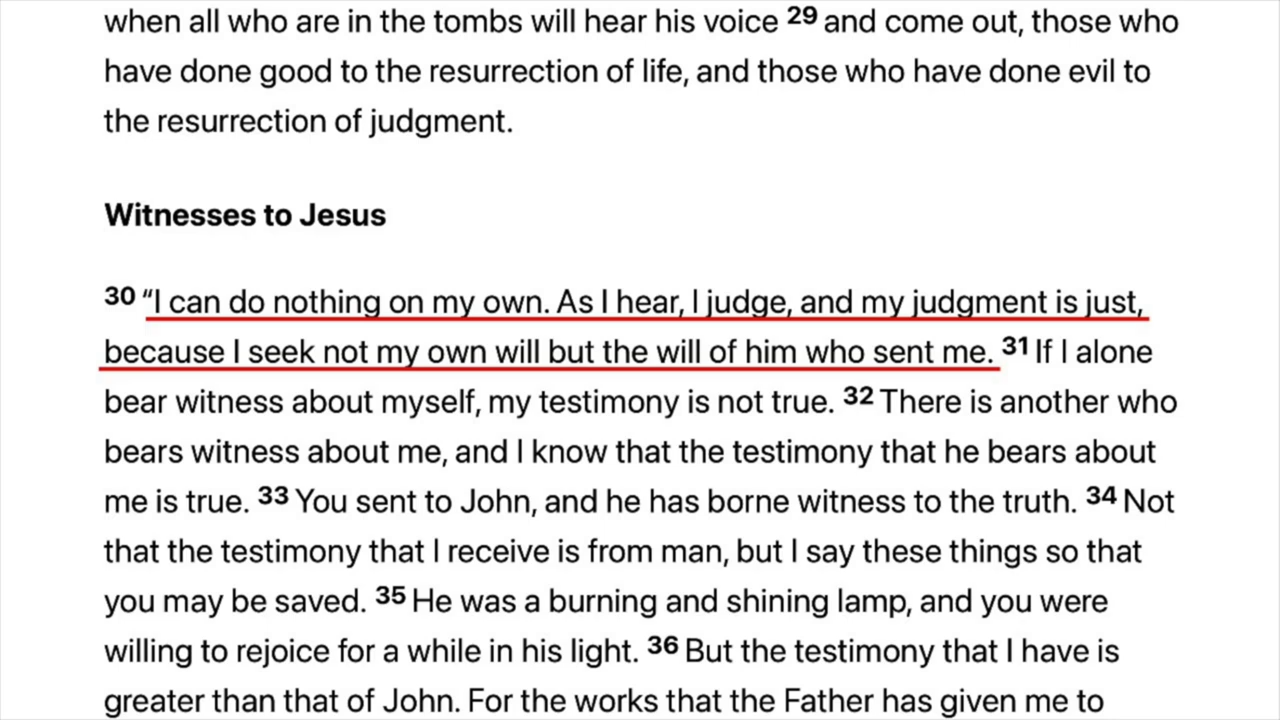 when all who are in the tombs will hear his voice 29 and come out, those who
have done good to the resurrection of life, and those who have done evil to
the resurrection of judgment.
Witnesses to Jesus
30 “I can do nothing on my own. As I hear, I judge, and my judgment is just,
because I seek not my own will but the will of him who sent me. 31 If I alone
bear witness about myself, my testimony is not true. 32 There is another who
bears witness about me, and I know that the testimony that he bears about
me is true. 33 You sent to John, and he has borne witness to the truth. 34 Not
that the testimony that I receive is from man, but I say these things so that
you may be saved. 35 He was a burning and shining lamp, and you were
willing to rejoice for a while in his light. 36 But the testimony that I have is
greater than that of John. For the works that the Father has given me to